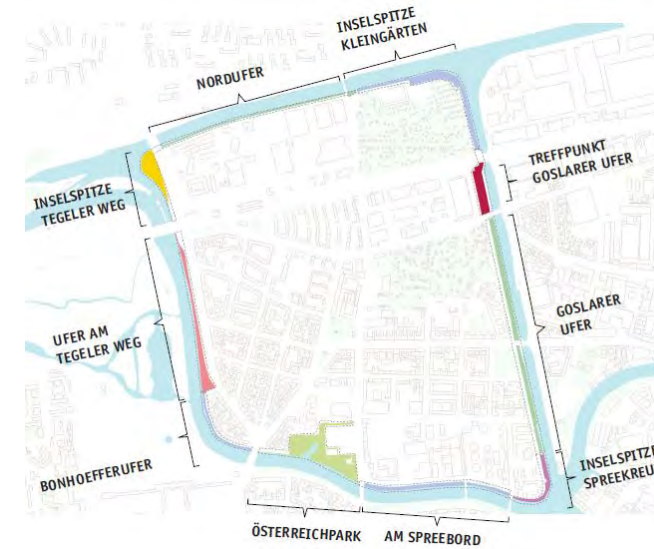 INSELSPITZE
KLEINGÄRTEN
NORDUFER
TREFFPUNKT
GOSLARER UFER
INSELSPITZE
TEGELER WEG
GOSLARER
UFER
UFER AM
TEGELER WEG
INSELSPITZE
SPREEKREU
BONHOEFFERUFER
ÖSTERREICHPARK
AM SPREEBORD